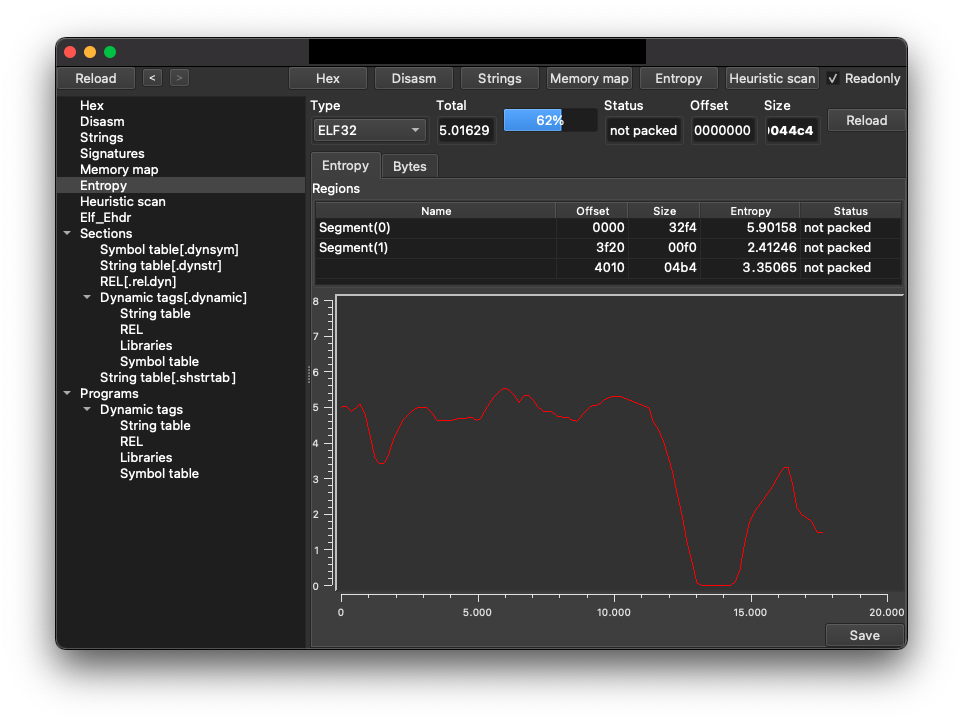 Reload < > Hex Disasm Strings Memory map Entropy Heuristic scan ✓ Readonly
Hex
Disasm
Strings
Signatures
Memory map
Entropy
Heuristic scan
Elf_Ehdr
Sections
Symbol table[.dynsym]
String table[.dynstr]
REL[.rel.dyn]
Dynamic tags[.dynamic]
String table
REL
Libraries
Symbol table
String table[.shstrtab]
Programs
Dynamic tags
String table
REL
Libraries
Symbol table
Type Total Status Offset Size
ELF32 5.01629 62% not packed 0000000 044c4 Reload
Entropy Bytes
Regions
Name Offset Size Entropy Status
Segment(0) 0000 32f4 5.90158 not packed
Segment(1) 3f20 00f0 2.41246 not packed
4010 04b4 3.35065 not packed
8
7
6
5
4
3
2
1
0
0 5.000 10.000 15.000 20.000
Save